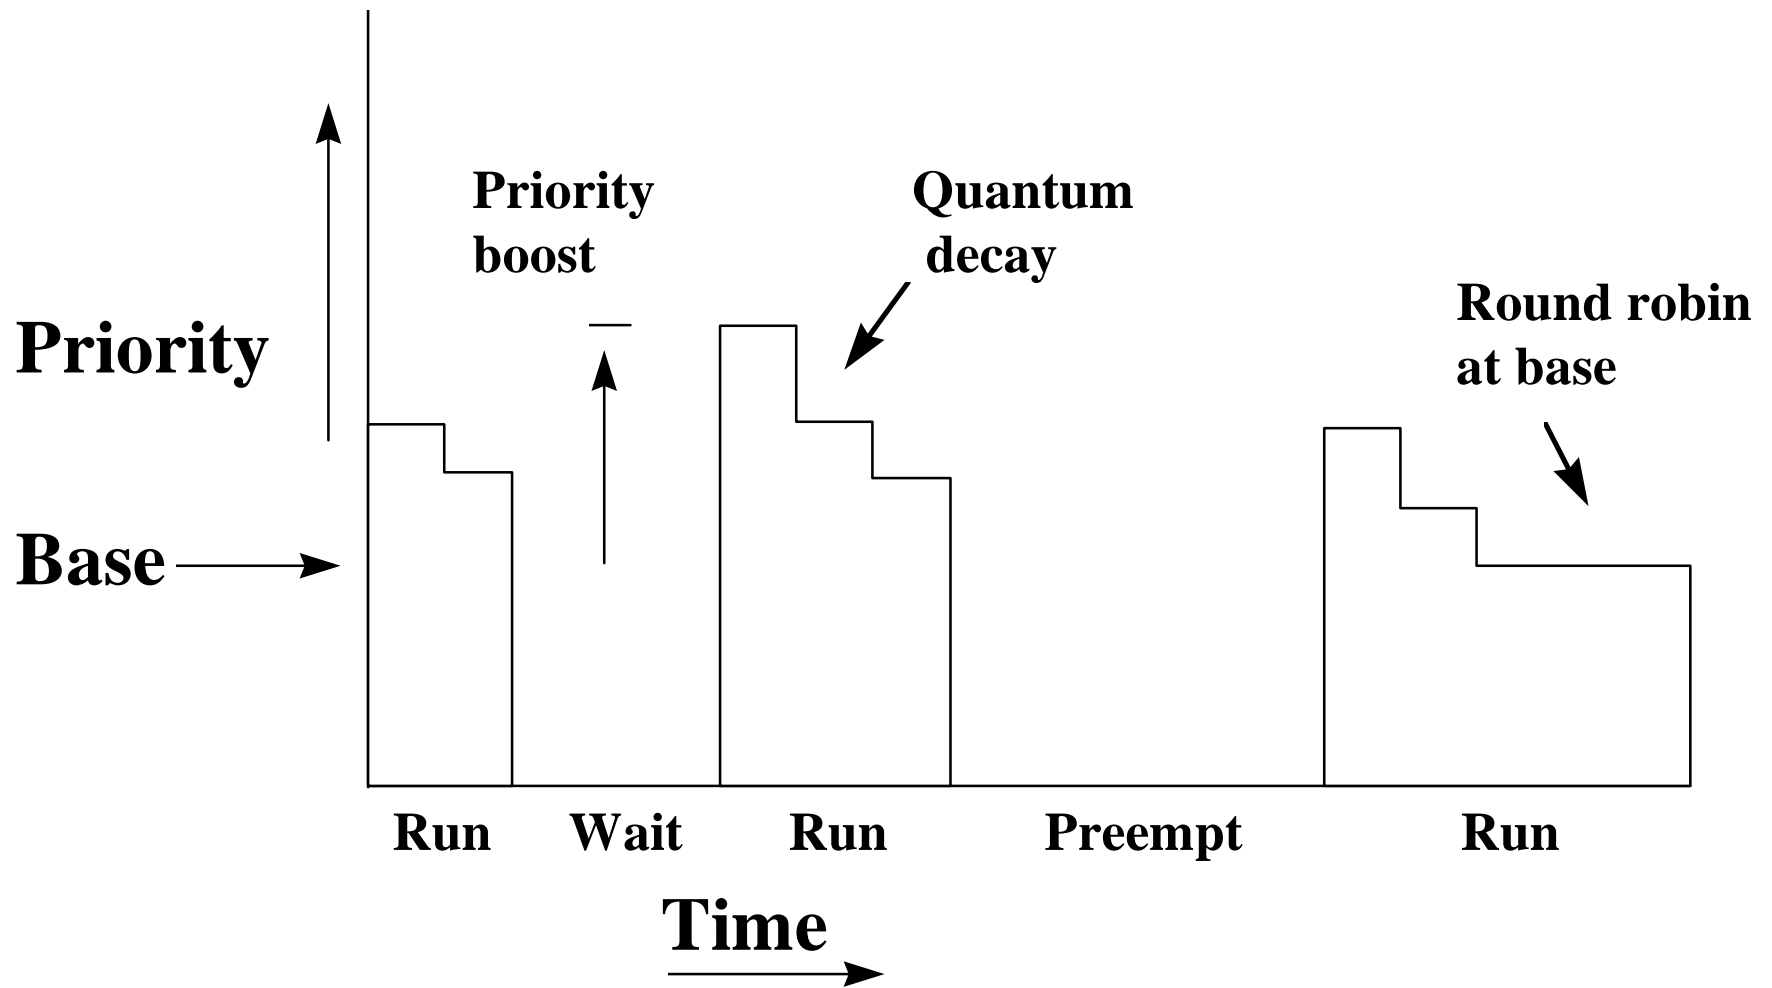 Priority
boost
Quantum
decay
Round robin
at base
Priority
Base
Run
Wait
Run
Preempt
Run
Time